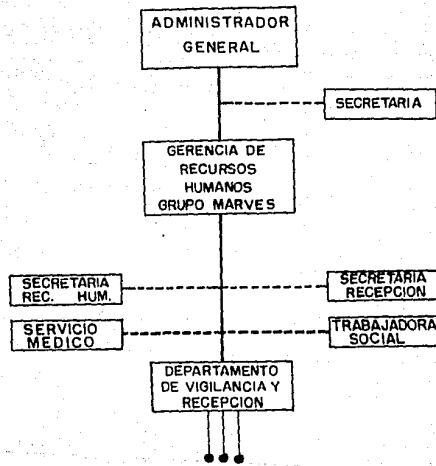 ADMINISTRADOR
GENERAL
SECRETARIA
GERENCIA DE
RECURSOS
HUMANOS
GRUPO MARVES
SECRETARIA
REC. HUM.
SECRETARIA
RECEPCION
SERVICIO
MEDICO
TRABAJADORA
SOCIAL
DEPARTAMENTO
DE VIGILANCIA Y
RECEPCION